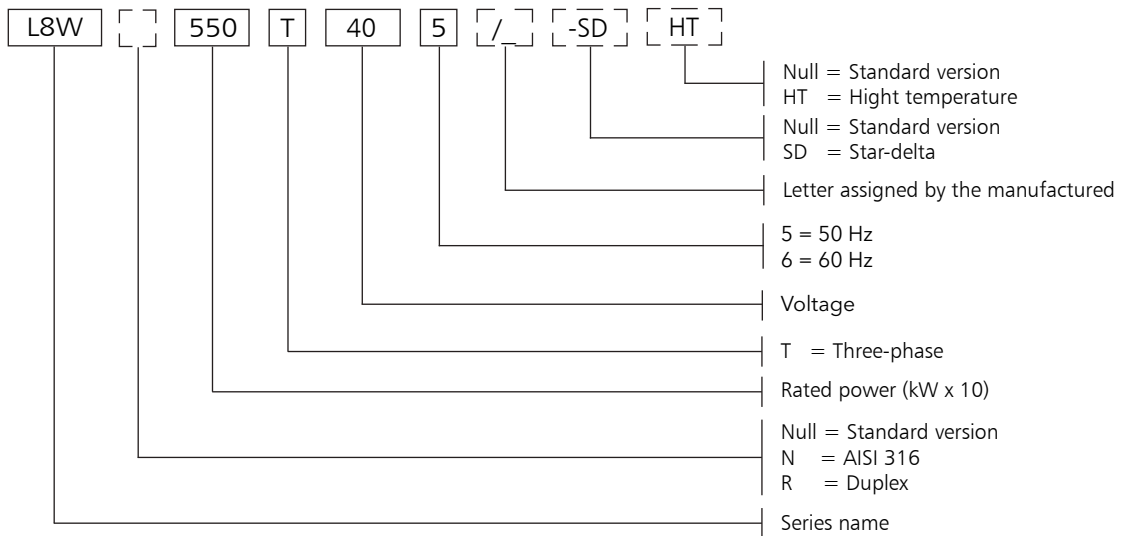 L8W 550 T 40 5 /_ -SD HT
Null = Standard version
HT = Hight temperature
Null = Standard version
SD = Star-delta
Letter assigned by the manufactured
5 = 50 Hz
6 = 60 Hz
Voltage
T = Three-phase
Rated power (kW x 10)
Null = Standard version
N = AISI 316
R = Duplex
Series name